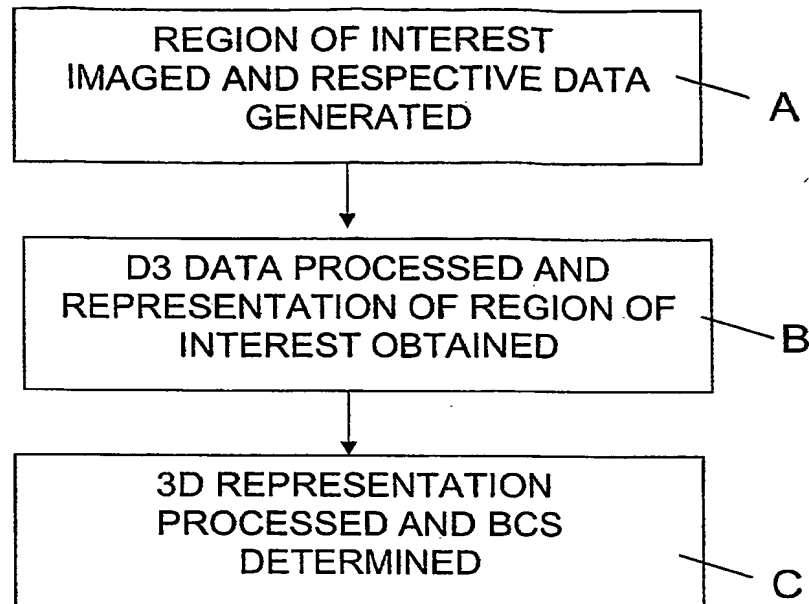 REGION OF INTEREST
IMAGED AND RESPECTIVE DATA
GENERATED
A
D3 DATA PROCESSED AND
REPRESENTATION OF REGION OF
INTEREST OBTAINED
B
3D REPRESENTATION
PROCESSED AND BCS
DETERMINED
C